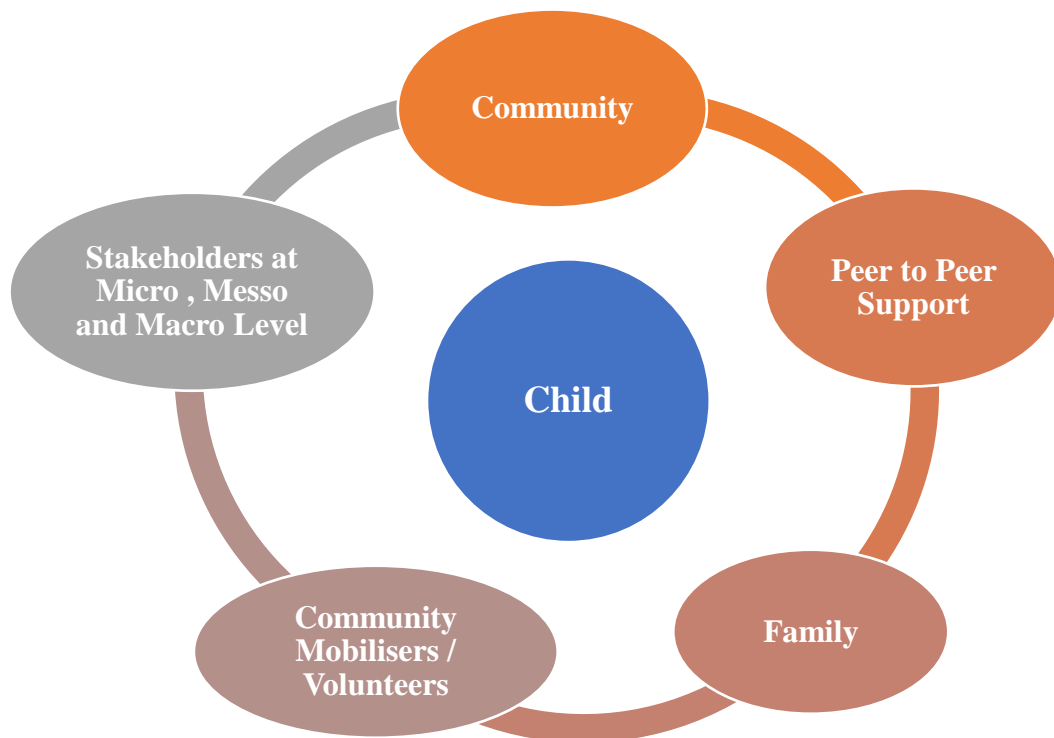 Community
Peer to Peer
Support
Stakeholders at
Micro , Messo
and Macro Level
Child
Family
Community
Mobilisers /
Volunteers